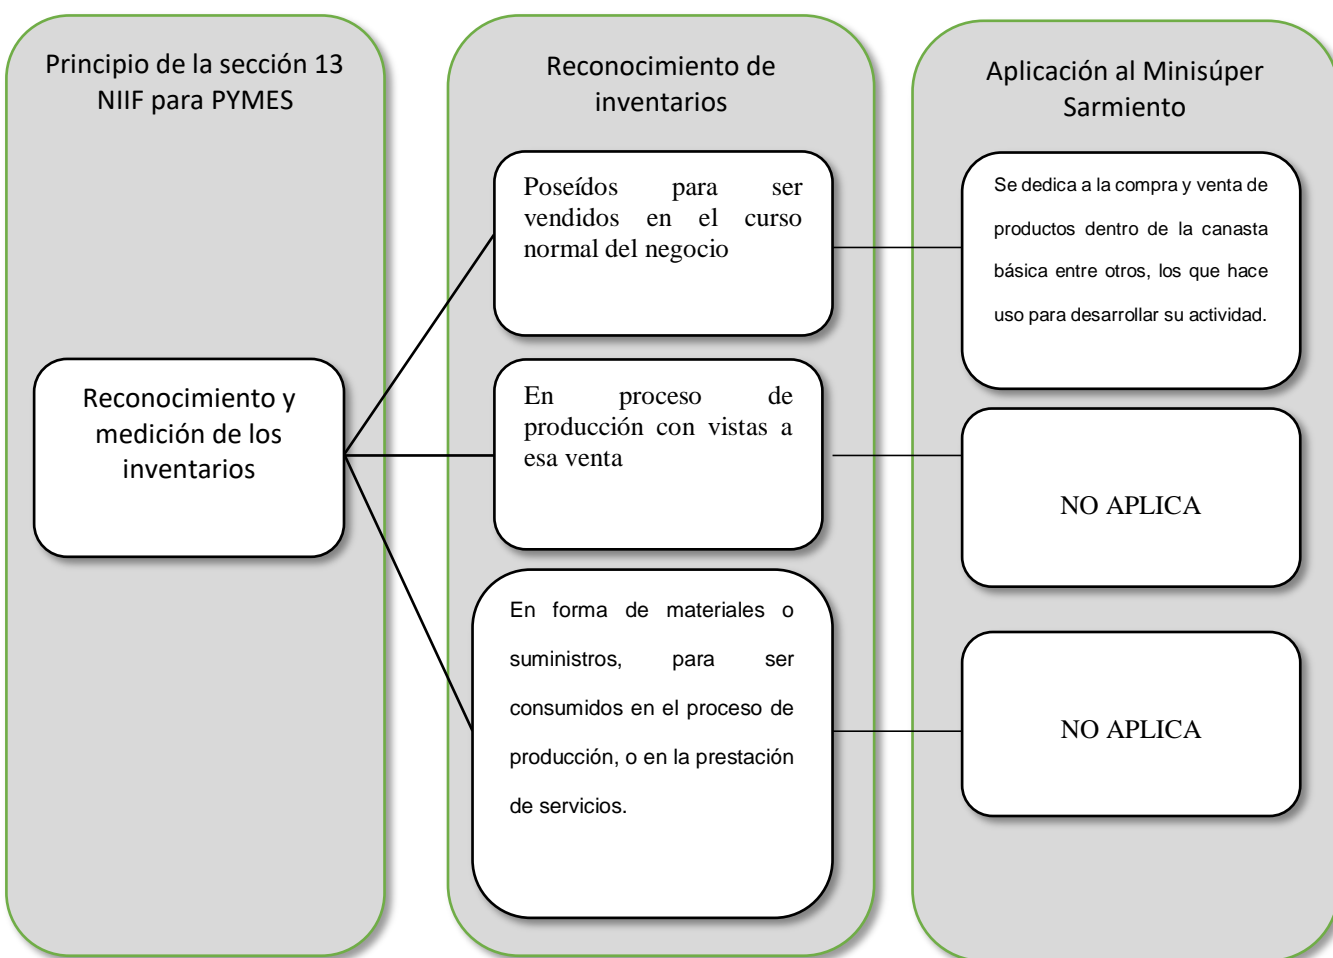 Principio de la sección 13
NIIF para PYMES
Reconocimiento y
medición de los
inventarios
Reconocimiento de
inventarios
Poseídos para ser
vendidos en el curso
normal del negocio
En proceso de
producción con vistas a
esa venta
En forma de materiales o
suministros, para ser
consumidos en el proceso de
producción, o en la prestación
de servicios.
Aplicación al Minisúper
Sarmiento
Se dedica a la compra y venta de
productos dentro de la canasta
básica entre otros, los que hace
uso para desarrollar su actividad.
NO APLICA
NO APLICA